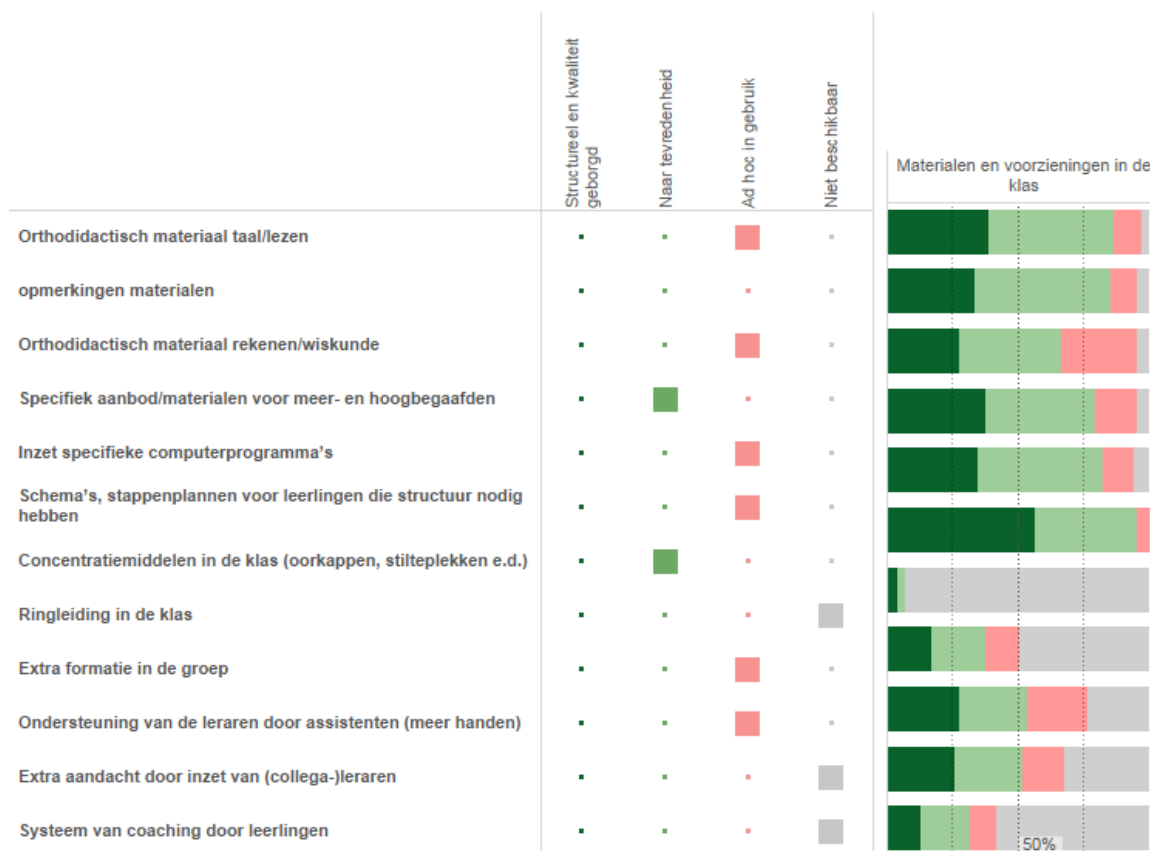 Structureel en kwaliteit
geborgd
Naar tevredenheid
Ad hoc in gebruik
Niet beschikbaar
Materialen en voorzieningen in de
klas
Orthodidactisch materiaal taal/lezen
opmerkingen materialen
Orthodidactisch materiaal rekenen/wiskunde
Specifiek aanbod/materialen voor meer- en hoogbegaafden
Inzet specifieke computerprogramma's
Schema's, stappenplannen voor leerlingen die structuur nodig
hebben
Concentratiemiddelen in de klas (oorkappen, stilteplekken e.d.)
Ringleiding in de klas
Extra formatie in de groep
Ondersteuning van de leraren door assistenten (meer handen)
Extra aandacht door inzet van (collega-)leraren
Systeem van coaching door leerlingen
50%